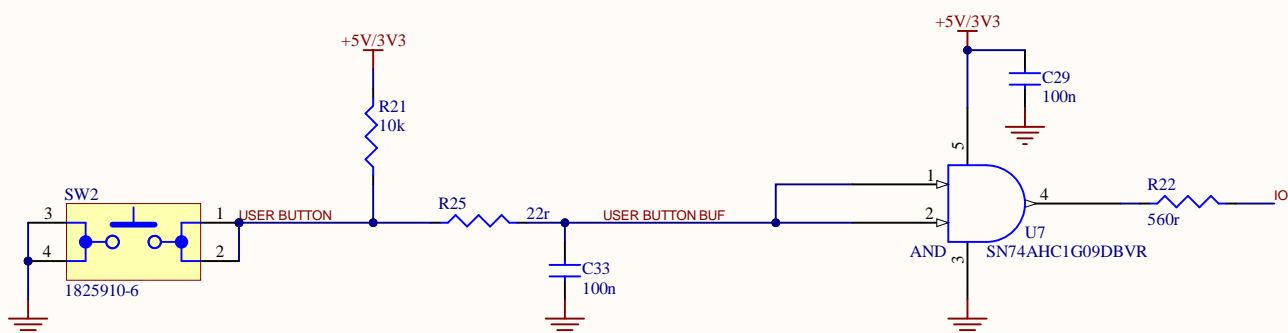 +5V/3V3
+5V/3V3
C29
100n
R21
10k
5
SW2
3
4
1
2
USER BUTTON
R25
22r
USER BUTTON BUF
1
2
4
R22
560r
IO
U7
AND
SN74AHC1G09DBVR
3
C33
100n
1825910-6